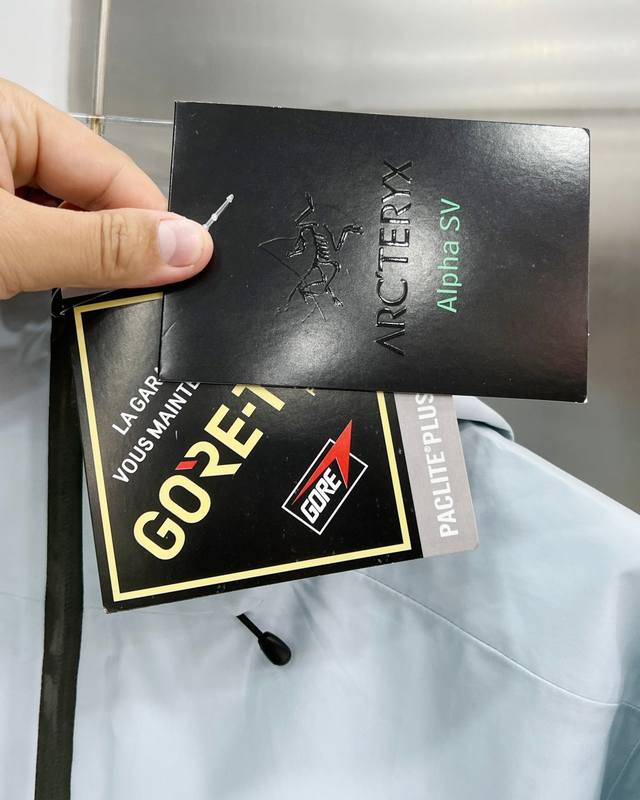 ARC'TERYX
Alpha SV
LA GAR
VOUS MAINTE
GORE-T
GORE
PACLITE®PLUS